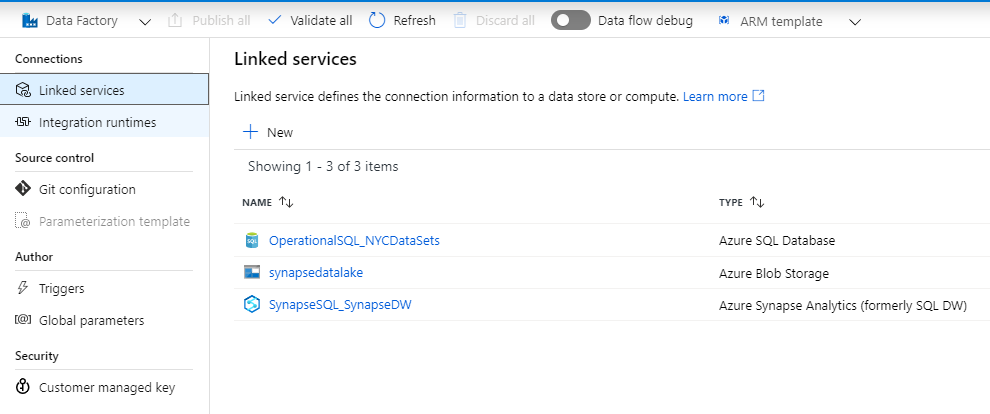 Data Factory Publish all Validate all Refresh Discard all Data flow debug ARM template
Connections
Linked services
Integration runtimes
Source control
Git configuration
Parameterization template
Author
Triggers
Global parameters
Security
Customer managed key
Linked services
Linked service defines the connection information to a data store or compute. Learn more
New
Showing 1 - 3 of 3 items
NAME TYPE
SQL OperationalSQL_NYCDataSets Azure SQL Database
synapsedatalake Azure Blob Storage
SynapseSQL_SynapseDW Azure Synapse Analytics (formerly SQL DW)